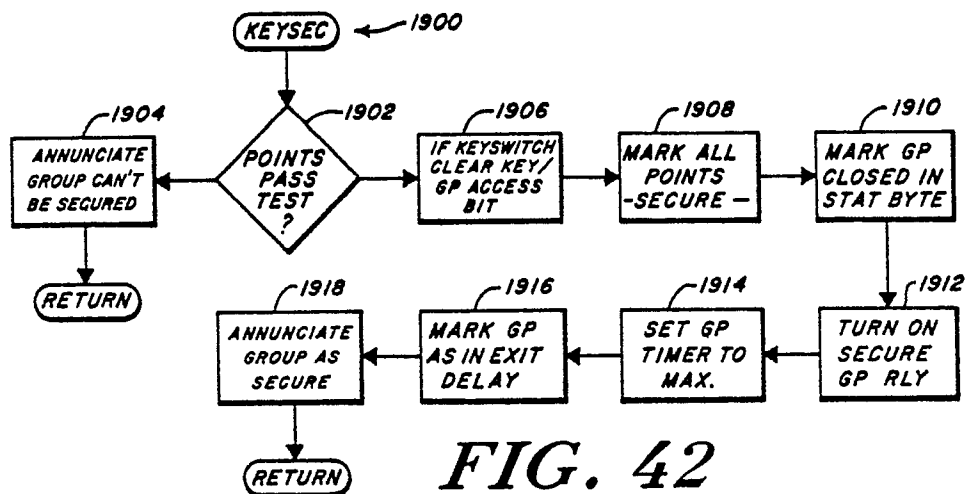 KEYSEC
1900
1904
ANNUNCIATE
GROUP CAN'T
BE SECURED
RETURN
1902
POINTS
PASS
TEST
?
1906
IF KEYSWITCH
CLEAR KEY/
GP ACCESS
BIT
1908
MARK ALL
POINTS
-SECURE-
1910
MARK GP
CLOSED IN
STAT BYTE
1912
TURN ON
SECURE
GP RLY
1914
SET GP
TIMER TO
MAX.
1916
MARK GP
AS IN EXIT
DELAY
1918
ANNUNCIATE
GROUP AS
SECURE
RETURN
FIG. 42